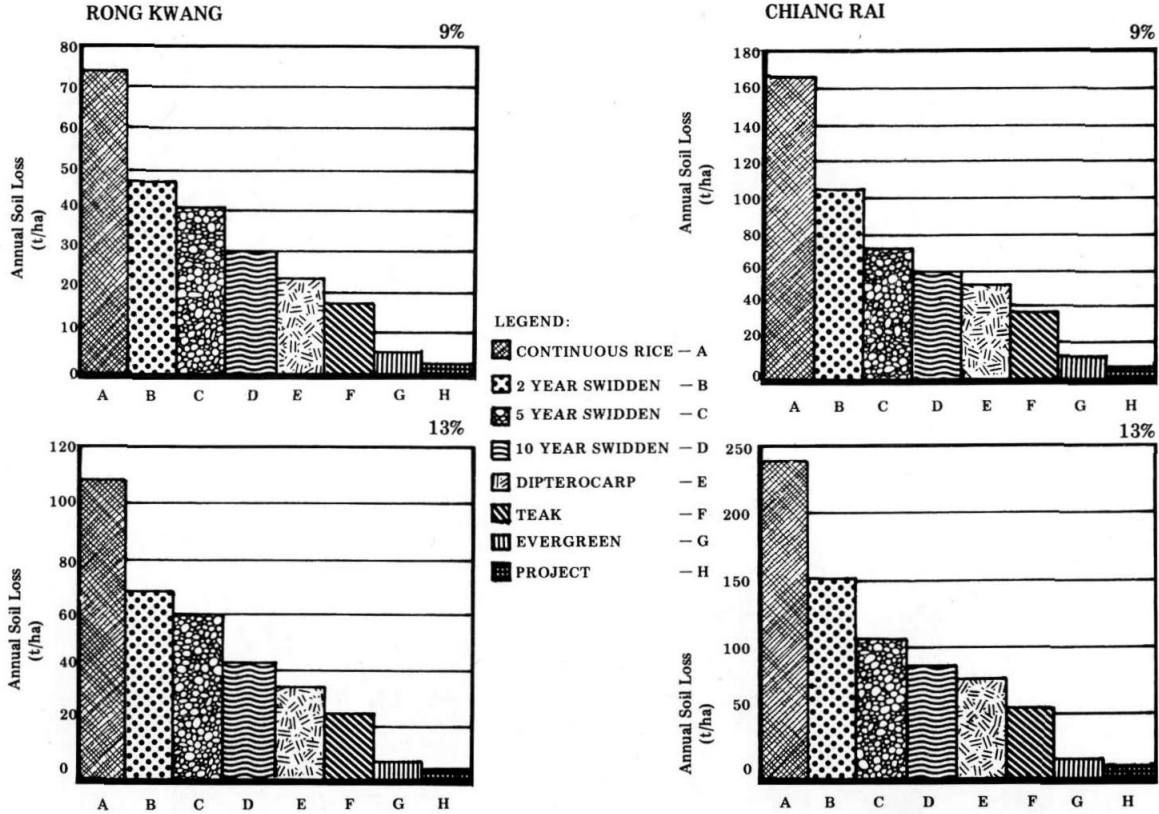 RONG KWANG
9%
Annual Soil Loss
(t/ha)
80
70
60
50
40
30
20
10
0
A B C D E F G H
CHIANG RAI
9%
Annual Soil Loss
(t/ha)
180
160
140
120
100
80
60
40
20
0
A B C D E F G H
LEGEND:
CONTINUOUS RICE — A
2 YEAR SWIDDEN — B
5 YEAR SWIDDEN — C
10 YEAR SWIDDEN — D
DIPTEROCARP — E
TEAK — F
EVERGREEN — G
PROJECT — H
13%
Annual Soil Loss
(t/ha)
120
100
80
60
40
20
0
A B C D E F G H
13%
Annual Soil Loss
(t/ha)
250
200
150
100
50
0
A B C D E F G H